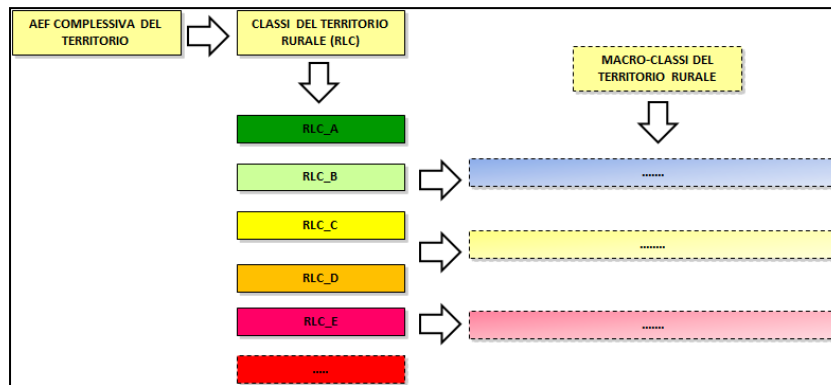 AEF COMPLESSIVA DEL
TERRITORIO
CLASSI DEL TERRITORIO
RURALE (RLC)
MACRO-CLASSI DEL
TERRITORIO RURALE
RLC_A
RLC_B
.......
RLC_C
........
RLC_D
RLC_E
.......
.....